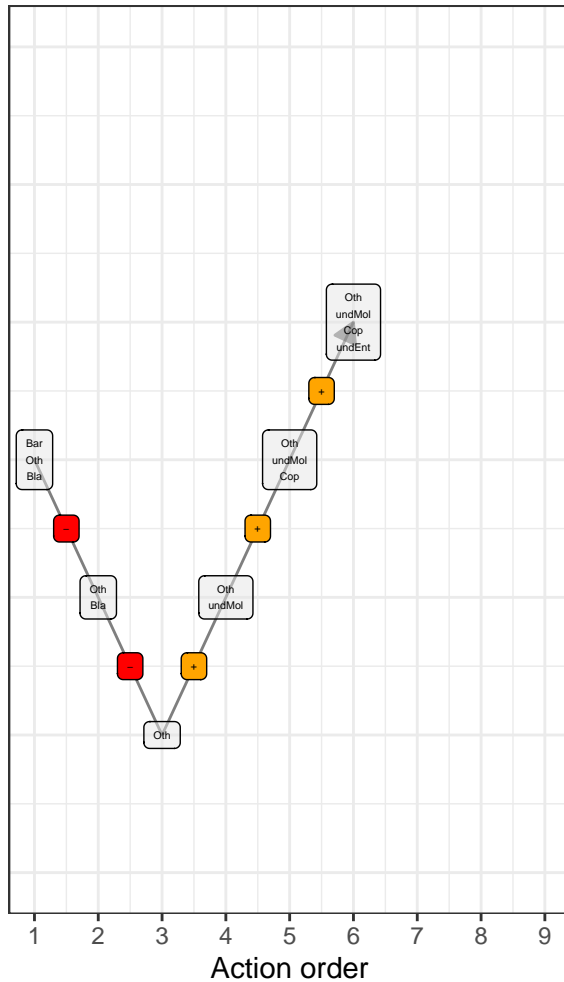 Oth
undMol
Cop
undEnt
+
Bar
Oth
Bla
Oth
undMol
Cop
-
+
Oth
Bla
Oth
undMol
-
+
Oth
1 2 3 4 5 6 7 8 9
Action order